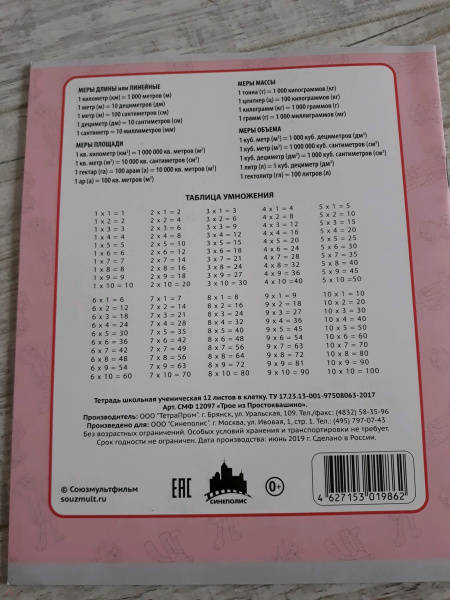 МЕРЫ ДЛИНЫ или ЛИНЕЙНЫЕ
1 километр (км) = 1 000 метров (м)
1 метр (м) = 10 дециметров (дм)
1 метр (м) = 100 сантиметров (см)
1 дециметр (дм) = 10 сантиметров (см)
1 сантиметр = 10 миллиметров (мм)
МЕРЫ ПЛОЩАДИ
1 кв. километр (км²) = 1 000 000 кв. метров (м²)
1 кв. метр (м²) = 10 000 кв. сантиметров (см²)
1 гектар (га) = 100 арам (а) = 10 000 кв. метров (м²)
1 ар (а) = 100 кв. метров (м²)
МЕРЫ МАССЫ
1 тонна (т) = 1 000 килограммов (кг)
1 центнер (ц) = 100 килограммов (кг)
1 килограмм (кг) = 1 000 граммов (г)
1 грамм (г) = 1 000 миллиграммов (мг)
МЕРЫ ОБЪЕМА
1 куб. метр (м³) = 1 000 куб. дециметров (дм³)
1 куб. метр (м³) = 1 000 000 куб. сантиметров (см³)
1 куб. дециметр (дм³) = 1 000 куб. сантиметров (см³)
1 литр (л) = 1 куб. дециметр (дм³)
1 гектолитр (гл) = 100 литров (л)
ТАБЛИЦА УМНОЖЕНИЯ
1 x 1 = 1 2 x 1 = 2 3 x 1 = 3 4 x 1 = 4 5 x 1 = 5
1 x 2 = 2 2 x 2 = 4 3 x 2 = 6 4 x 2 = 8 5 x 2 = 10
1 x 3 = 3 2 x 3 = 6 3 x 3 = 9 4 x 3 = 12 5 x 3 = 15
1 x 4 = 4 2 x 4 = 8 3 x 4 = 12 4 x 4 = 16 5 x 4 = 20
1 x 5 = 5 2 x 5 = 10 3 x 5 = 15 4 x 5 = 20 5 x 5 = 25
1 x 6 = 6 2 x 6 = 12 3 x 6 = 18 4 x 6 = 24 5 x 6 = 30
1 x 7 = 7 2 x 7 = 14 3 x 7 = 21 4 x 7 = 28 5 x 7 = 35
1 x 8 = 8 2 x 8 = 16 3 x 8 = 24 4 x 8 = 32 5 x 8 = 40
1 x 9 = 9 2 x 9 = 18 3 x 9 = 27 4 x 9 = 36 5 x 9 = 45
1 x 10 = 10 2 x 10 = 20 3 x 10 = 30 4 x 10 =40 5 x 10 =50
6 x 1 = 6 7 x 1 = 7 8 x 1 = 8 9 x 1 = 9 10 x 1 = 10
6 x 2 = 12 7 x 2 = 14 8 x 2 = 16 9 x 2 = 18 10 x 2 = 20
6 x 3 = 18 7 x 3 = 21 8 x 3 = 24 9 x 3 = 27 10 x 3 = 30
6 x 4 = 24 7 x 4 = 28 8 x 4 = 32 9 x 4 = 36 10 x 4 = 40
6 x 5 = 30 7 x 5 = 35 8 x 5 = 40 9 x 5 = 45 10 x 5 = 50
6 x 6 = 36 7 x 6 = 42 8 x 6 = 48 9 x 6 = 54 10 x 6 = 60
6 x 7 = 42 7 x 7 = 49 8 x 7 = 56 9 x 7 = 63 10 x 7 = 70
6 x 8 = 48 7 x 8 = 56 8 x 8 = 64 9 x 8 = 72 10 x 8 = 80
6 x 9 = 54 7 x 9 = 63 8 x 9 = 72 9 x 9 = 81 10 x 9 = 90
6 x 10 = 60 7 x 10 = 70 8 x 10 = 80 9 x 10 = 90 10 x 10 = 100
Тетрадь школьная ученическая 12 листов в клетку, ТУ 17.23.13-001-97508063-2017
Арт. СМФ 12097 «Трое из Простоквашино»
Производитель: ООО "ТетраПром". г. Брянск, ул. Уральская, 109. Тел./Факс: (4832) 58-35-96
Произведено для: ООО "Синеполис". г. Москва, ул. Ивовая, 1, стр. 1. Тел.: (495) 797-07-43
Без возрастных ограничений. Особых условий хранения и транспортировки не требует.
Срок годности не ограничен. Дата производства: июнь 2019 г. Сделано в России.
© Союзмультфильм
souzmult.ru
EAC
СИНЕПОЛИС
0+
4 627153 019862